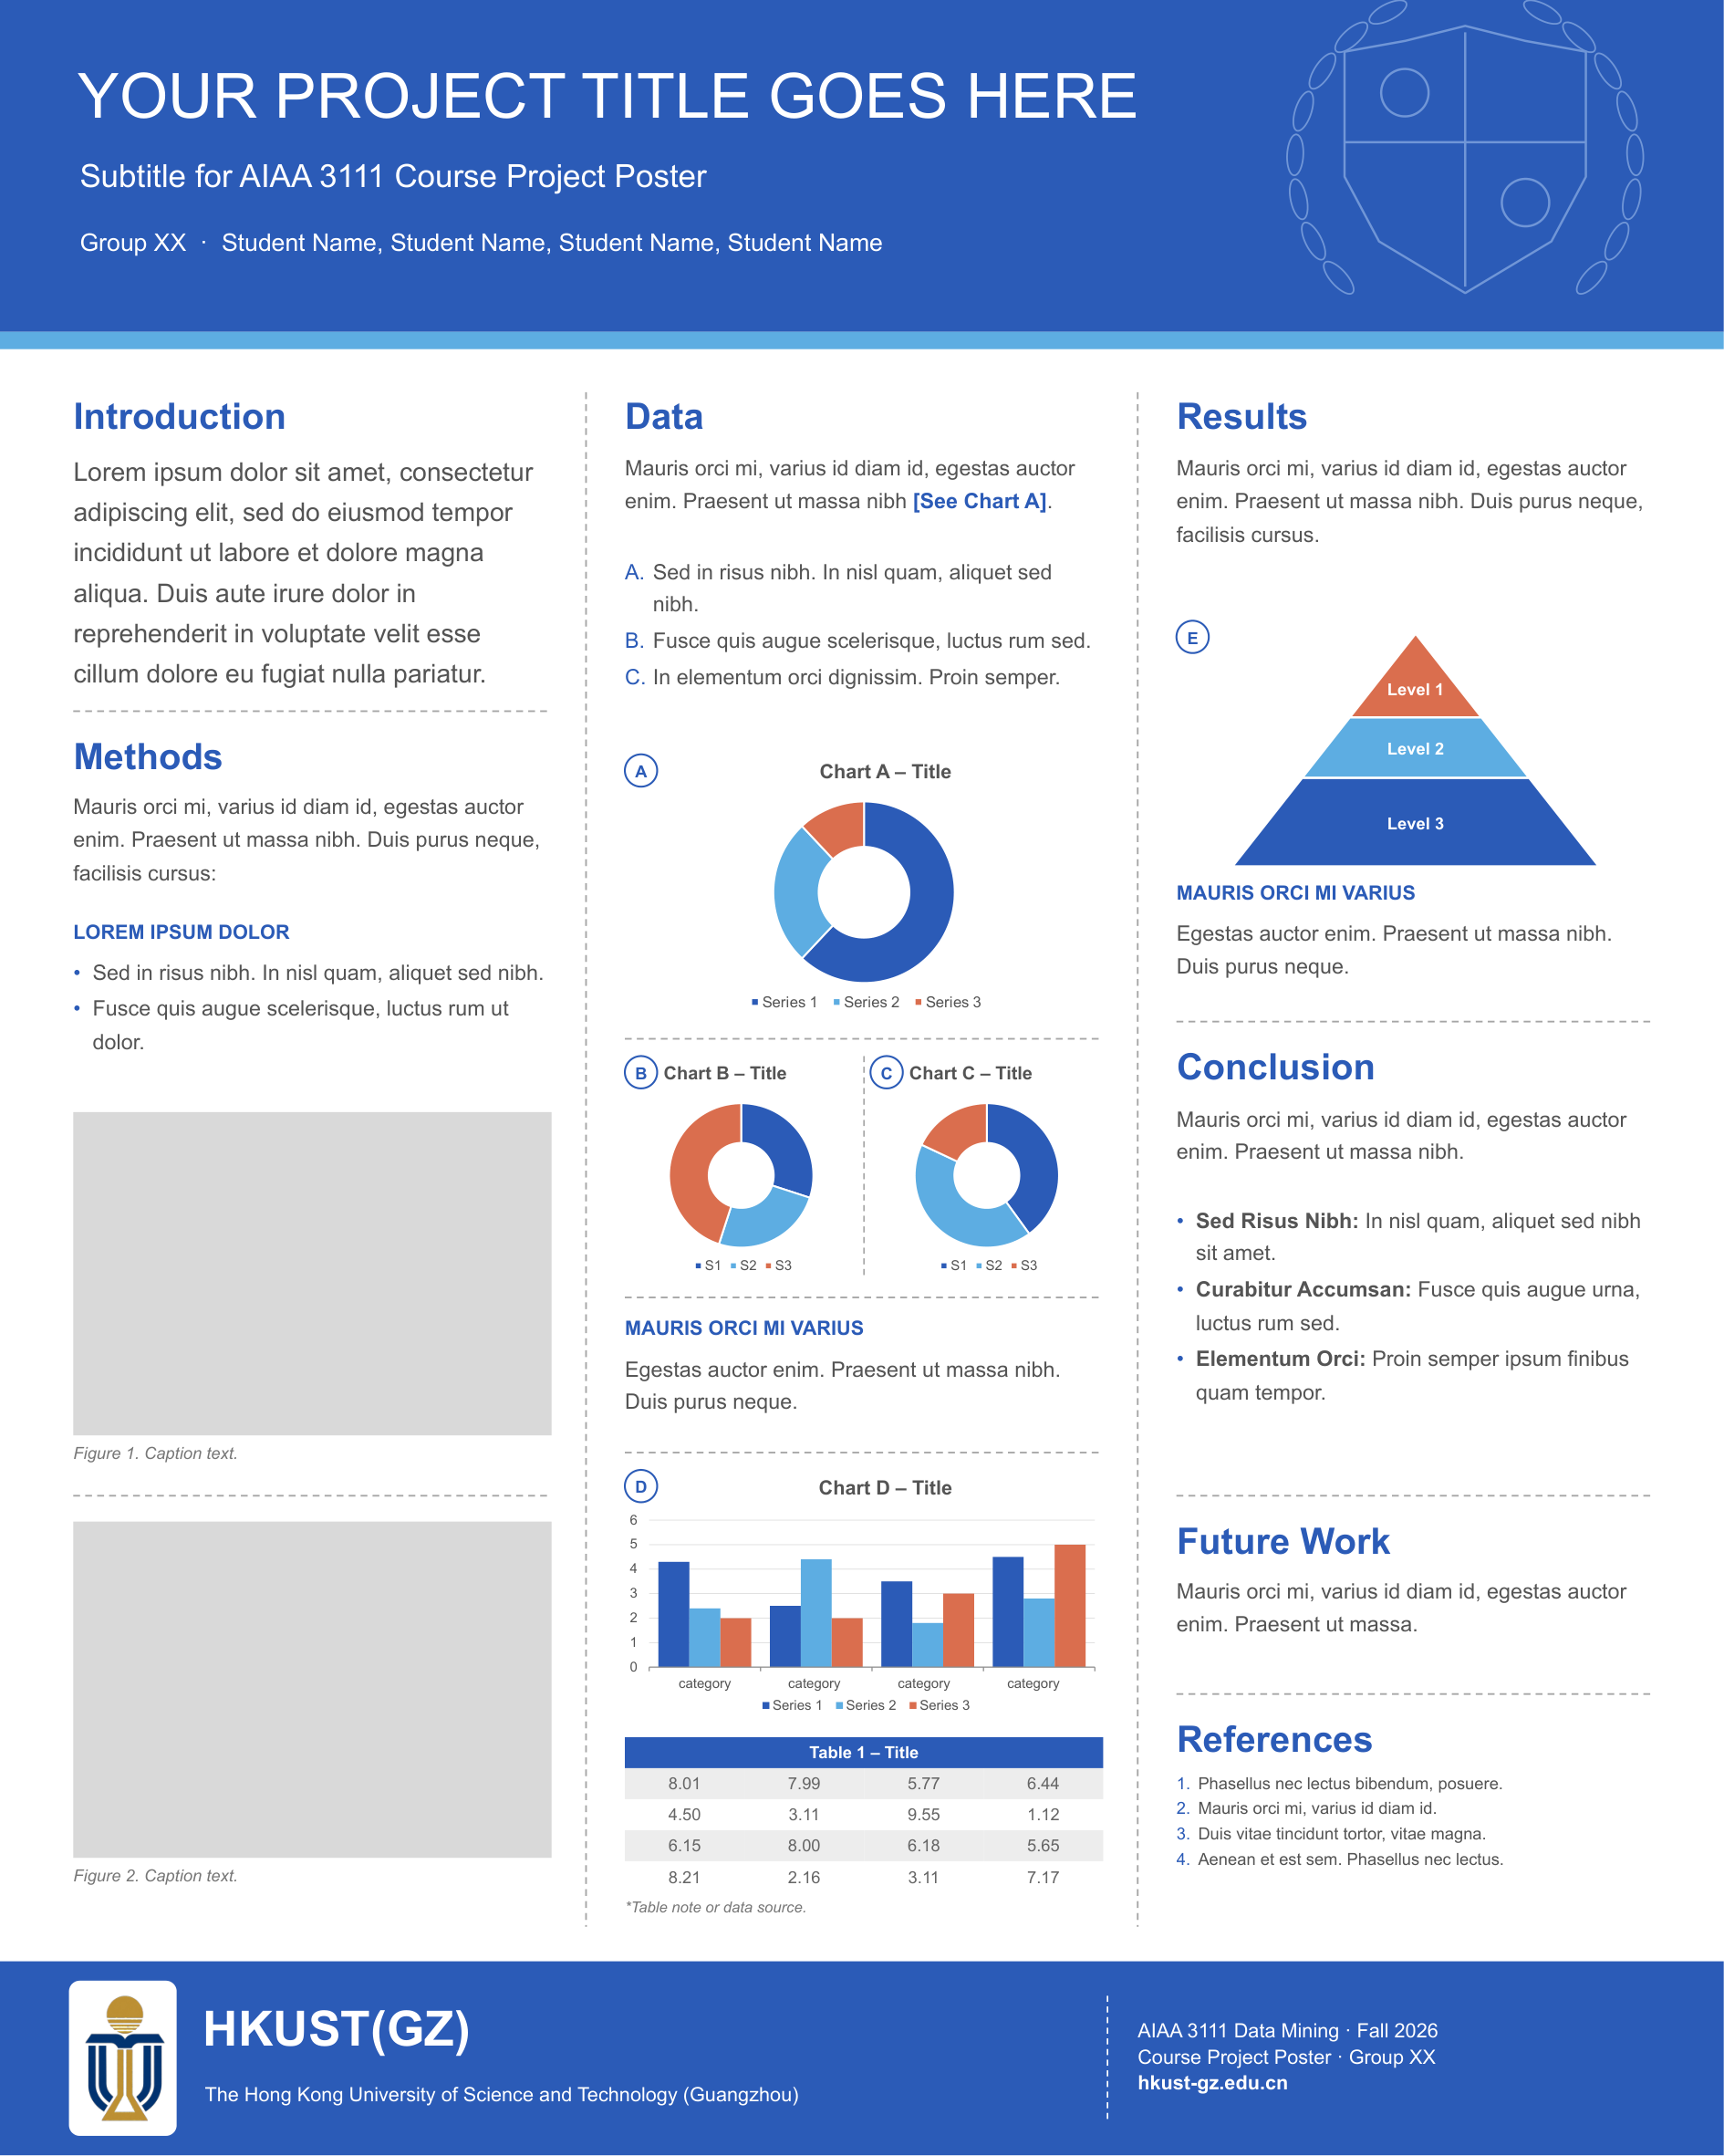 YOUR PROJECT TITLE GOES HERE
Subtitle for AIAA 3111 Course Project Poster
Group XX · Student Name, Student Name, Student Name, Student Name
Introduction
Lorem ipsum dolor sit amet, consectetur
adipiscing elit, sed do eiusmod tempor
incididunt ut labore et dolore magna
aliqua. Duis aute irure dolor in
reprehenderit in voluptate velit esse
cillum dolore eu fugiat nulla pariatur.
Methods
Mauris orci mi, varius id diam id, egestas auctor
enim. Praesent ut massa nibh. Duis purus neque,
facilisis cursus:
LOREM IPSUM DOLOR
• Sed in risus nibh. In nisl quam, aliquet sed nibh.
• Fusce quis augue scelerisque, luctus rum ut
dolor.
Figure 1. Caption text.
Figure 2. Caption text.
Data
Mauris orci mi, varius id diam id, egestas auctor
enim. Praesent ut massa nibh [See Chart A].
A. Sed in risus nibh. In nisl quam, aliquet sed
nibh.
B. Fusce quis augue scelerisque, luctus rum sed.
C. In elementum orci dignissim. Proin semper.
A Chart A – Title
Series 1 Series 2 Series 3
B Chart B – Title
S1 S2 S3
C Chart C – Title
S1 S2 S3
MAURIS ORCI MI VARIUS
Egestas auctor enim. Praesent ut massa nibh.
Duis purus neque.
D Chart D – Title
6
5
4
3
2
1
0
category category category category
Series 1 Series 2 Series 3
Table 1 – Title
8.01 7.99 5.77 6.44
4.50 3.11 9.55 1.12
6.15 8.00 6.18 5.65
8.21 2.16 3.11 7.17
*Table note or data source.
Results
Mauris orci mi, varius id diam id, egestas auctor
enim. Praesent ut massa nibh. Duis purus neque,
facilisis cursus.
E
Level 1
Level 2
Level 3
MAURIS ORCI MI VARIUS
Egestas auctor enim. Praesent ut massa nibh.
Duis purus neque.
Conclusion
Mauris orci mi, varius id diam id, egestas auctor
enim. Praesent ut massa nibh.
• Sed Risus Nibh: In nisl quam, aliquet sed nibh
sit amet.
• Curabitur Accumsan: Fusce quis augue urna,
luctus rum sed.
• Elementum Orci: Proin semper ipsum finibus
quam tempor.
Future Work
Mauris orci mi, varius id diam id, egestas auctor
enim. Praesent ut massa.
References
1. Phasellus nec lectus bibendum, posuere.
2. Mauris orci mi, varius id diam id.
3. Duis vitae tincidunt tortor, vitae magna.
4. Aenean et est sem. Phasellus nec lectus.
HKUST(GZ)
The Hong Kong University of Science and Technology (Guangzhou)
AIAA 3111 Data Mining · Fall 2026
Course Project Poster · Group XX
hkust-gz.edu.cn